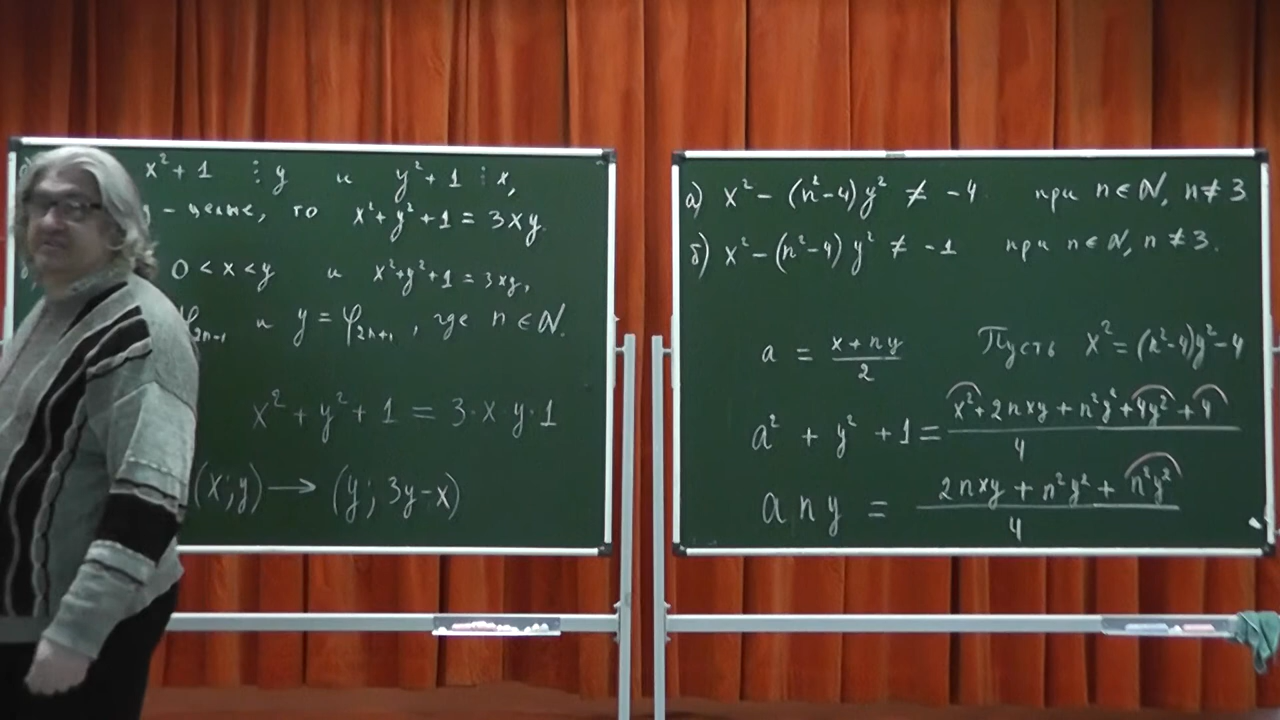 x² + 1 ⋮ y и y² + 1 ⋮ x,
y – целые, то x² + y² + 1 = 3xy.
0 < x < y и x² + y² + 1 = 3xy,
φ₂ₙ₋₁ и y = φ₂ₙ₊₁, где n ∈ N.
x² + y² + 1 = 3·x y·1
(x; y) → (y; 3y – x)
а) x² – (n² – 4) y² ≠ –4 при n ∈ N, n ≠ 3
б) x² – (n² – 4) y² ≠ –1 при n ∈ N, n ≠ 3.
a = (x + ny)/2 Пусть x² = (n² – 4)y² – 4
a² + y² + 1 = (x² + 2nxy + n²y² + 4y² + 4)/4
a n y = (2nxy + n²y² + n²y²)/4